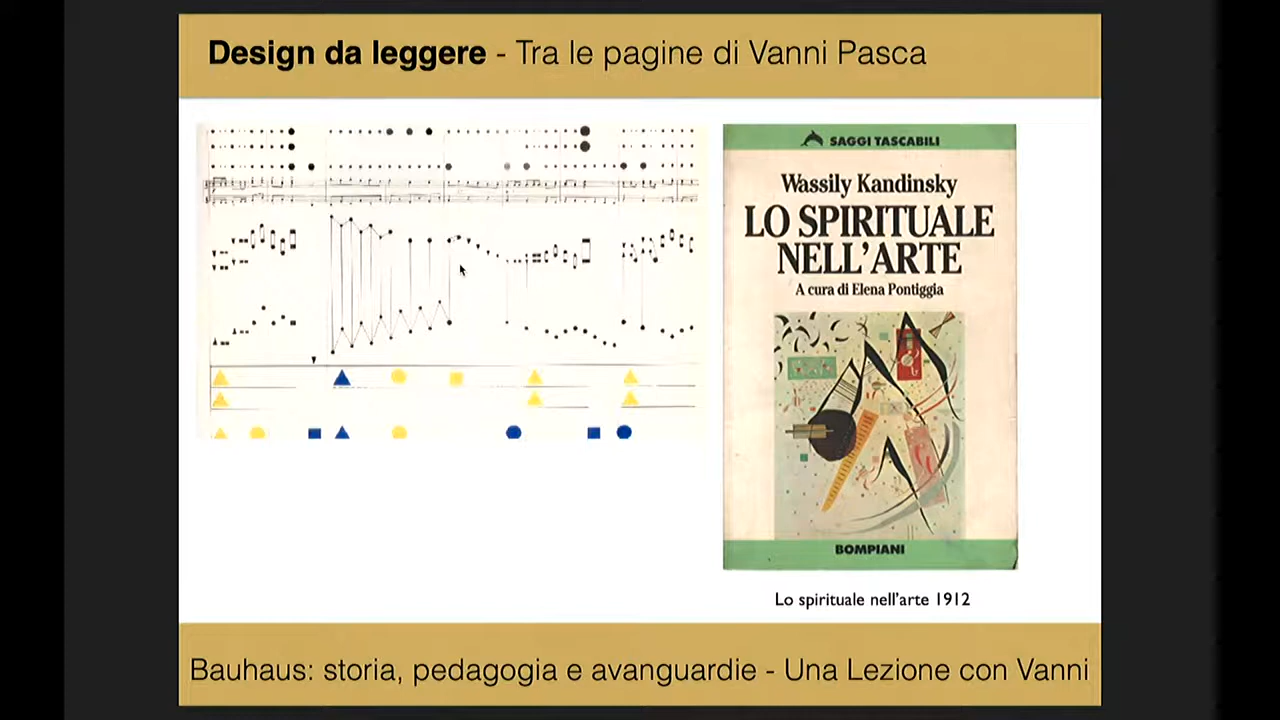 Design da leggere - Tra le pagine di Vanni Pasca
SAGGI TASCABILI
Wassily Kandinsky
LO SPIRITUALE
NELL'ARTE
A cura di Elena Pontiggia
BOMPIANI
Lo spirituale nell'arte 1912
Bauhaus: storia, pedagogia e avanguardie - Una Lezione con Vanni